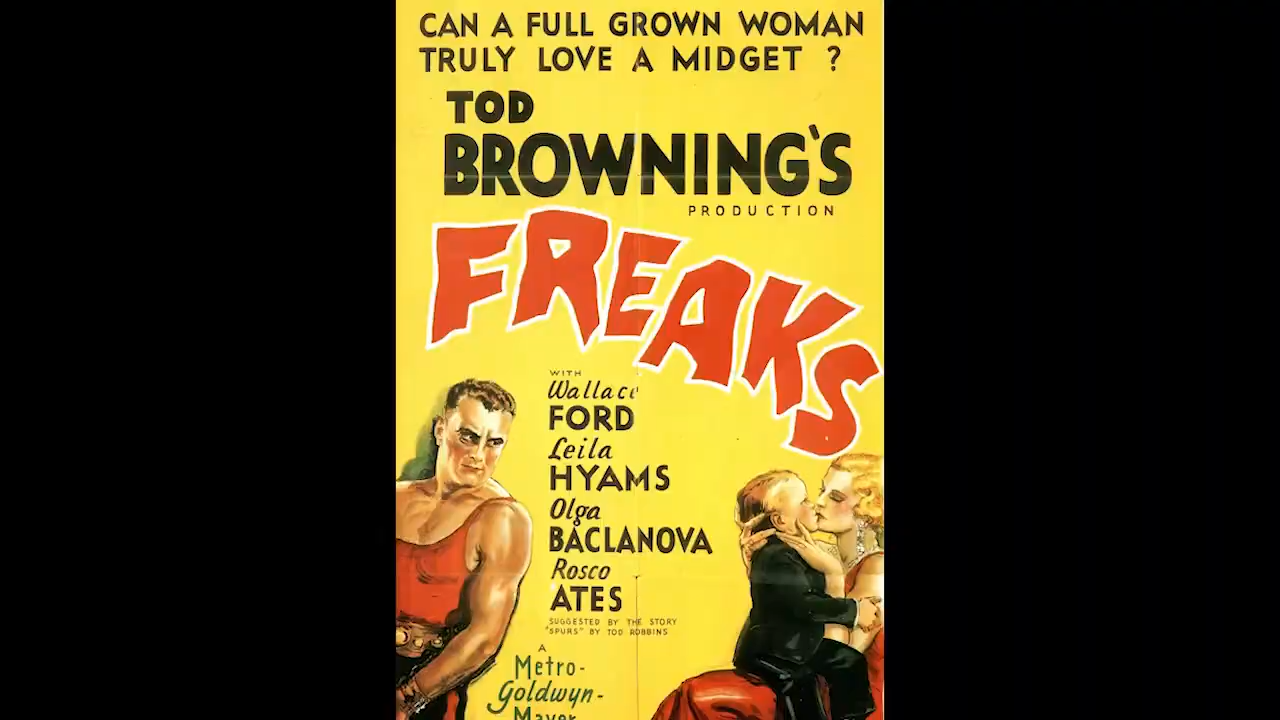 CAN A FULL GROWN WOMAN
TRULY LOVE A MIDGET ?
TOD
BROWNING'S
PRODUCTION
FREAKS
WITH
Wallace
FORD
Leila
HYAMS
Olga
BACLANOVA
Rosco
ATES
SUGGESTED BY THE STORY
"SPURS" BY TOD ROBBINS
A
Metro-
Goldwyn-
Mayer